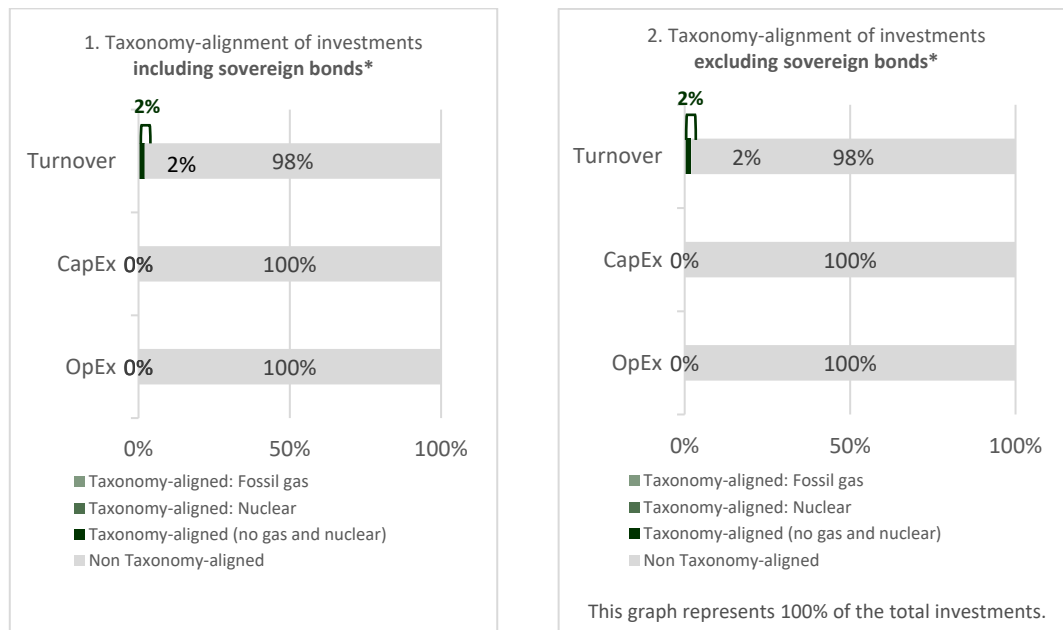 1. Taxonomy-alignment of investments
including sovereign bonds*
2%
Turnover 2% 98%
CapEx 0% 100%
OpEx 0% 100%
0% 50% 100%
Taxonomy-aligned: Fossil gas
Taxonomy-aligned: Nuclear
Taxonomy-aligned (no gas and nuclear)
Non Taxonomy-aligned
2. Taxonomy-alignment of investments
excluding sovereign bonds*
2%
Turnover 2% 98%
CapEx 0% 100%
OpEx 0% 100%
0% 50% 100%
Taxonomy-aligned: Fossil gas
Taxonomy-aligned: Nuclear
Taxonomy-aligned (no gas and nuclear)
Non Taxonomy-aligned
This graph represents 100% of the total investments.